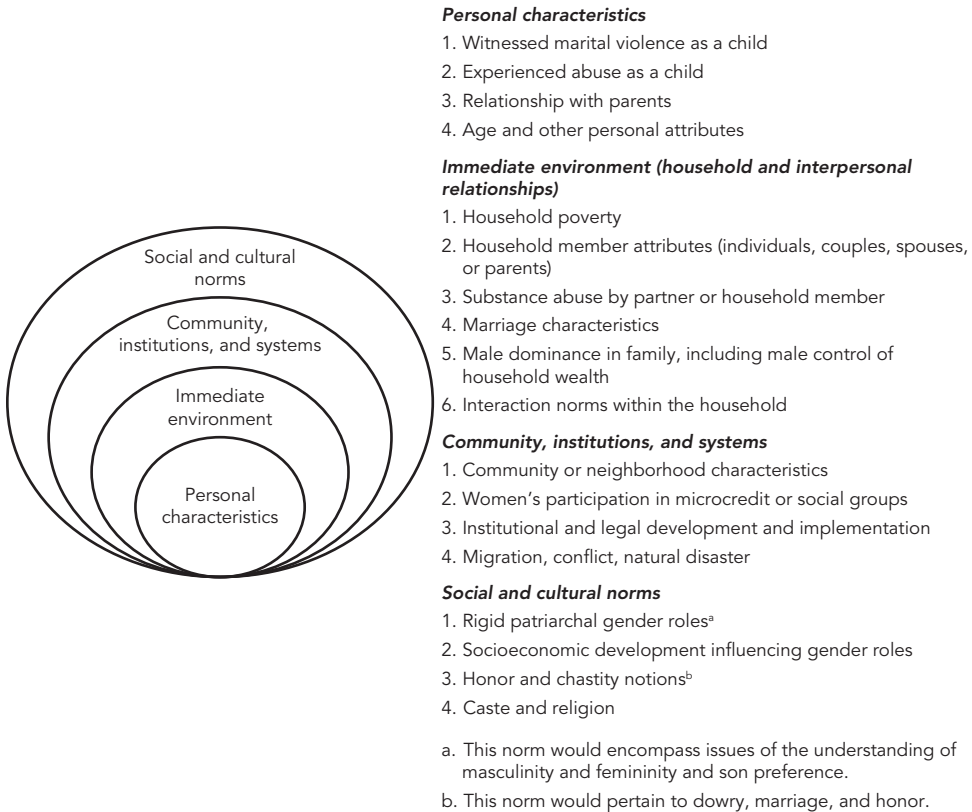 Social and cultural
norms
Community,
institutions, and systems
Immediate
environment
Personal
characteristics
Personal characteristics
1. Witnessed marital violence as a child
2. Experienced abuse as a child
3. Relationship with parents
4. Age and other personal attributes
Immediate environment (household and interpersonal
relationships)
1. Household poverty
2. Household member attributes (individuals, couples, spouses,
or parents)
3. Substance abuse by partner or household member
4. Marriage characteristics
5. Male dominance in family, including male control of
household wealth
6. Interaction norms within the household
Community, institutions, and systems
1. Community or neighborhood characteristics
2. Women's participation in microcredit or social groups
3. Institutional and legal development and implementation
4. Migration, conflict, natural disaster
Social and cultural norms
1. Rigid patriarchal gender rolesᵃ
2. Socioeconomic development influencing gender roles
3. Honor and chastity notionsᵇ
4. Caste and religion
a. This norm would encompass issues of the understanding of
masculinity and femininity and son preference.
b. This norm would pertain to dowry, marriage, and honor.